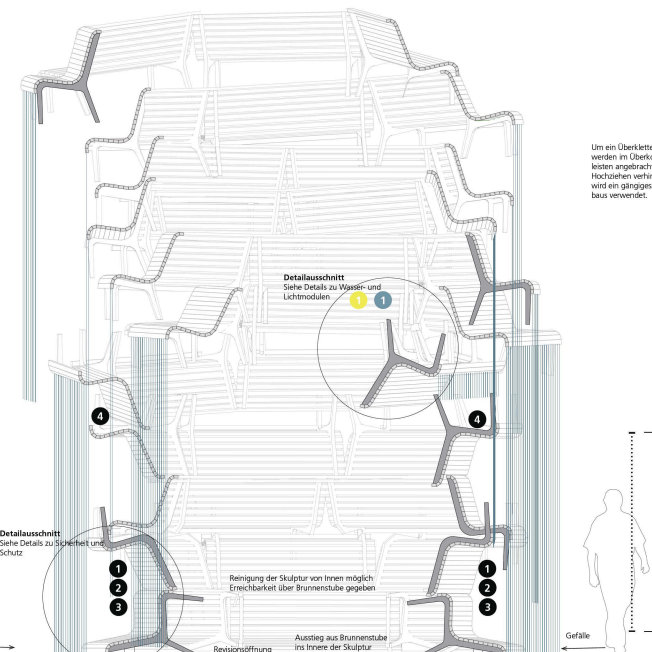 Um ein Überklette
werden im Überko
leisten angebrach
Hochziehen verhin
wird ein gängiges
baus verwendet.
Detailausschnitt
Siehe Details zu Wasser- und
Lichtmodulen
1 1
4
4
Detailausschnitt
Siehe Details zu Sicherheit und
Schutz
1
2
3
1
2
3
Reinigung der Skulptur von Innen möglich
Erreichbarkeit über Brunnenstube gegeben
Gefälle
Ausstieg aus Brunnenstube
ins Innere der Skulptur
Revisionsöffnung